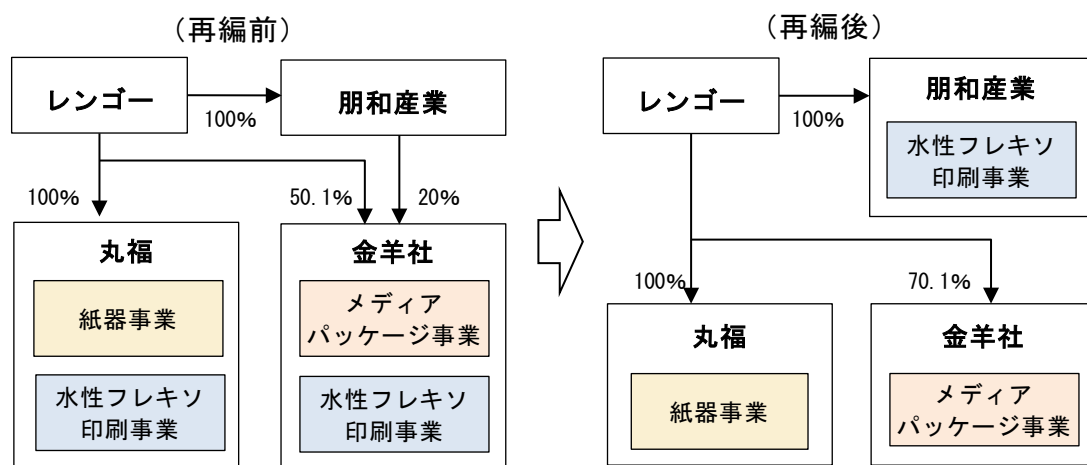 （再編前）
レンゴー
100%
朋和産業
100%
50.1%
20%
丸福
紙器事業
水性フレキソ
印刷事業
金羊社
メディア
パッケージ事業
水性フレキソ
印刷事業
（再編後）
レンゴー
100%
朋和産業
水性フレキソ
印刷事業
100%
70.1%
丸福
紙器事業
金羊社
メディア
パッケージ事業